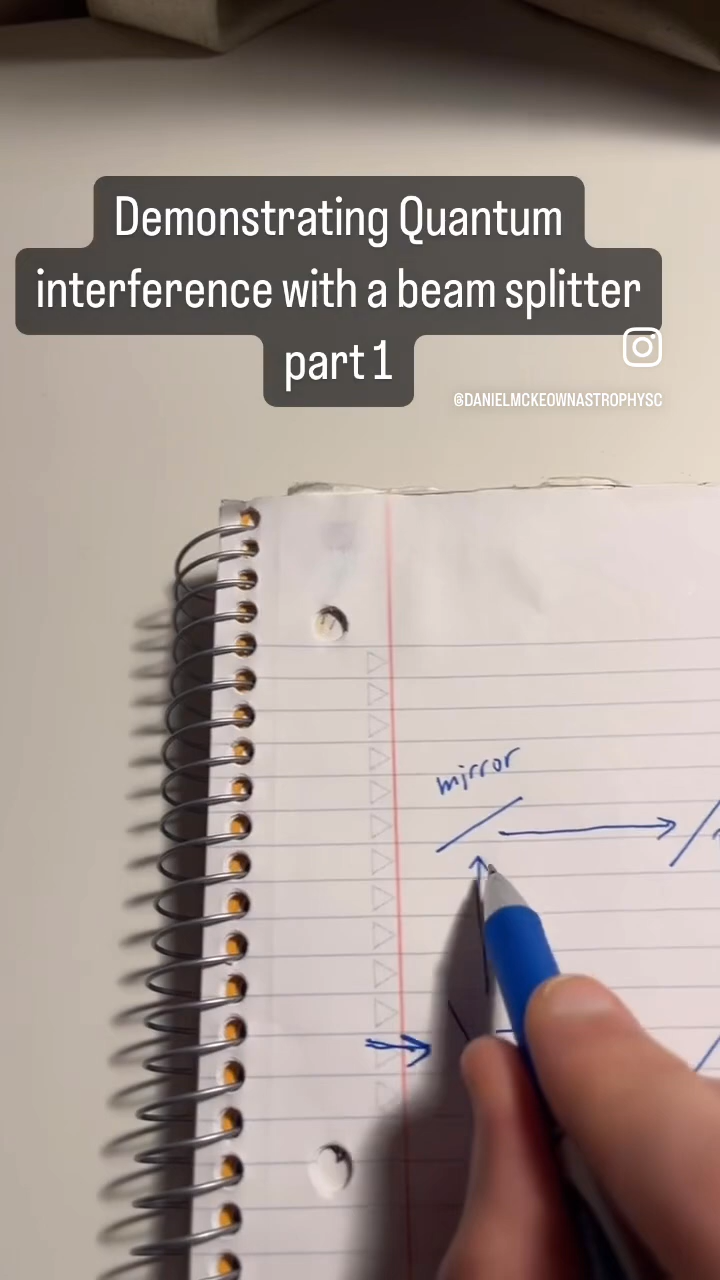 Demonstrating Quantum
interference with a beam splitter
part 1
@DANIELMCKEOWNASTROPHYSC
mirror